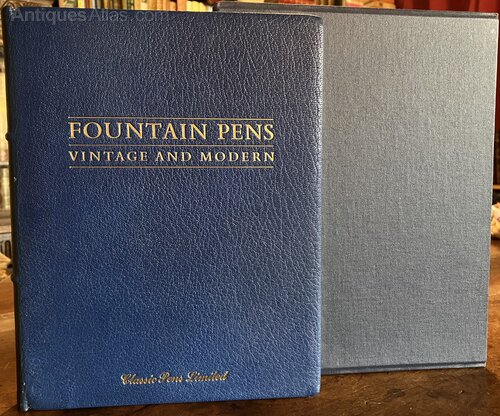 AntiquesAtlas.com
FOUNTAIN PENS
VINTAGE AND MODERN
Classic Pens Limited